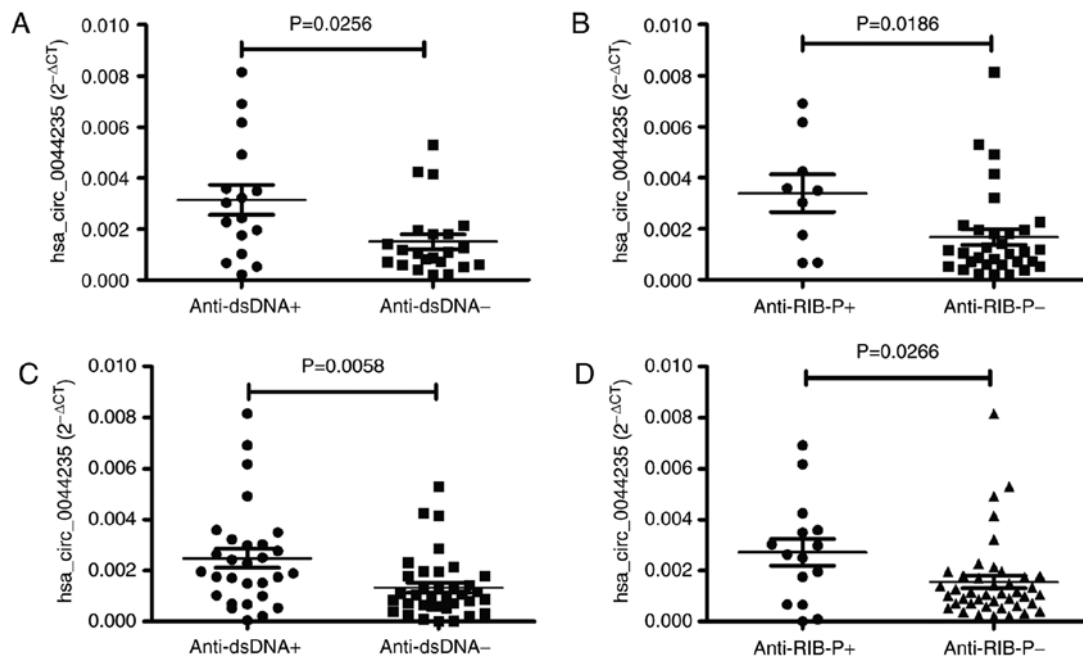 A
P=0.0256
hsa_circ_0044235 (2−ΔCT)
0.010
0.008
0.006
0.004
0.002
0.000
Anti-dsDNA+ Anti-dsDNA−
B
P=0.0186
hsa_circ_0044235 (2−ΔCT)
0.010
0.008
0.006
0.004
0.002
0.000
Anti-RIB-P+ Anti-RIB-P−
C
P=0.0058
hsa_circ_0044235 (2−ΔCT)
0.010
0.008
0.006
0.004
0.002
0.000
Anti-dsDNA+ Anti-dsDNA−
D
P=0.0266
hsa_circ_0044235 (2−ΔCT)
0.010
0.008
0.006
0.004
0.002
0.000
Anti-RIB-P+ Anti-RIB-P−